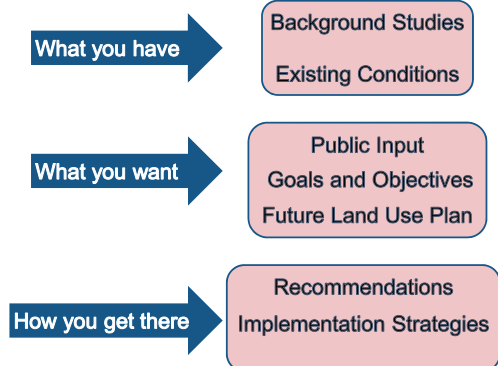 What you have
Background Studies
Existing Conditions
What you want
Public Input
Goals and Objectives
Future Land Use Plan
How you get there
Recommendations
Implementation Strategies